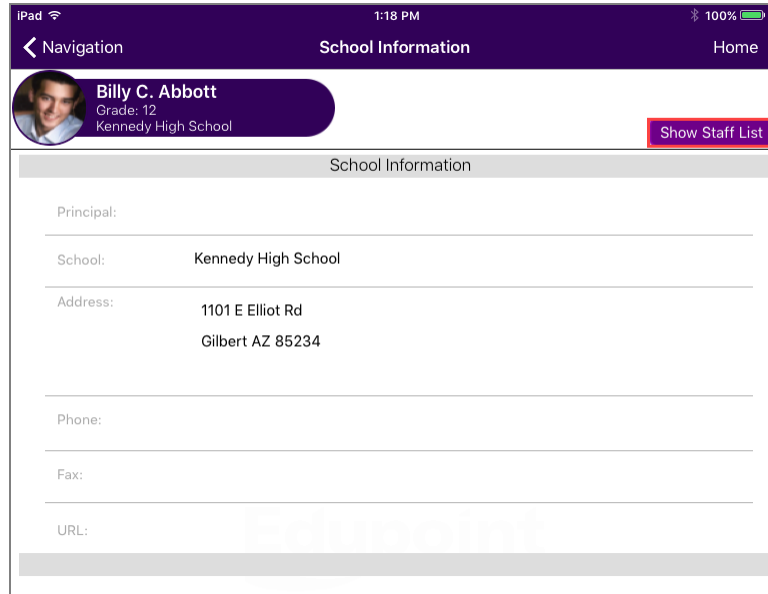 iPad 1:18 PM 100%
Navigation School Information Home
Billy C. Abbott
Grade: 12
Kennedy High School
Show Staff List
School Information
Principal:
School: Kennedy High School
Address: 1101 E Elliot Rd
Gilbert AZ 85234
Phone:
Fax:
URL:
Edupoint